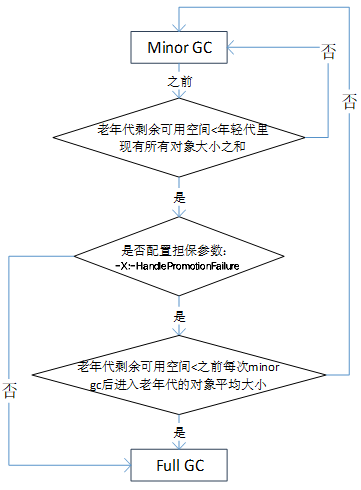 Minor GC
之前
否
否
老年代剩余可用空间<年轻代里
现有所有对象大小之和
是
是否配置担保参数：
-X:-HandlePromotionFailure
是
老年代剩余可用空间<之前每次minor
gc后进入老年代的对象平均大小
否
是
Full GC